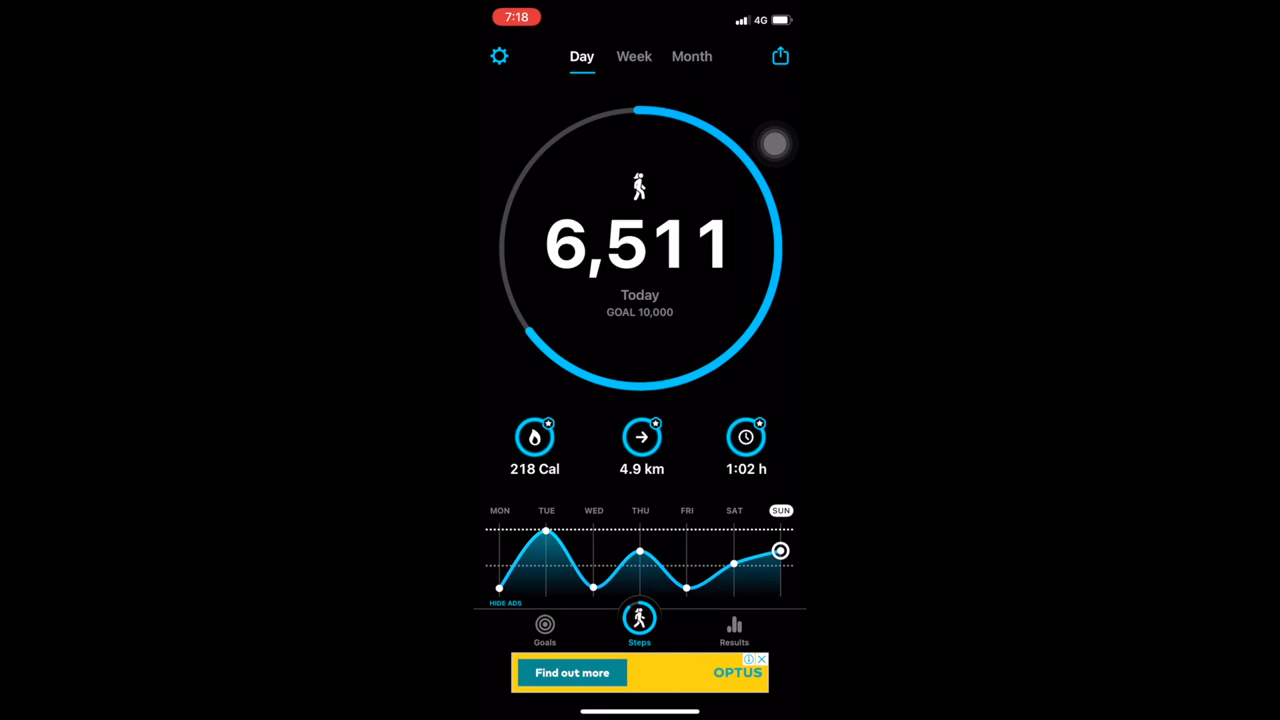 7:18
4G
Day Week Month
6,511
Today
GOAL 10,000
218 Cal 4.9 km 1:02 h
MON TUE WED THU FRI SAT SUN
HIDE ADS
Goals Steps Results
Find out more OPTUS